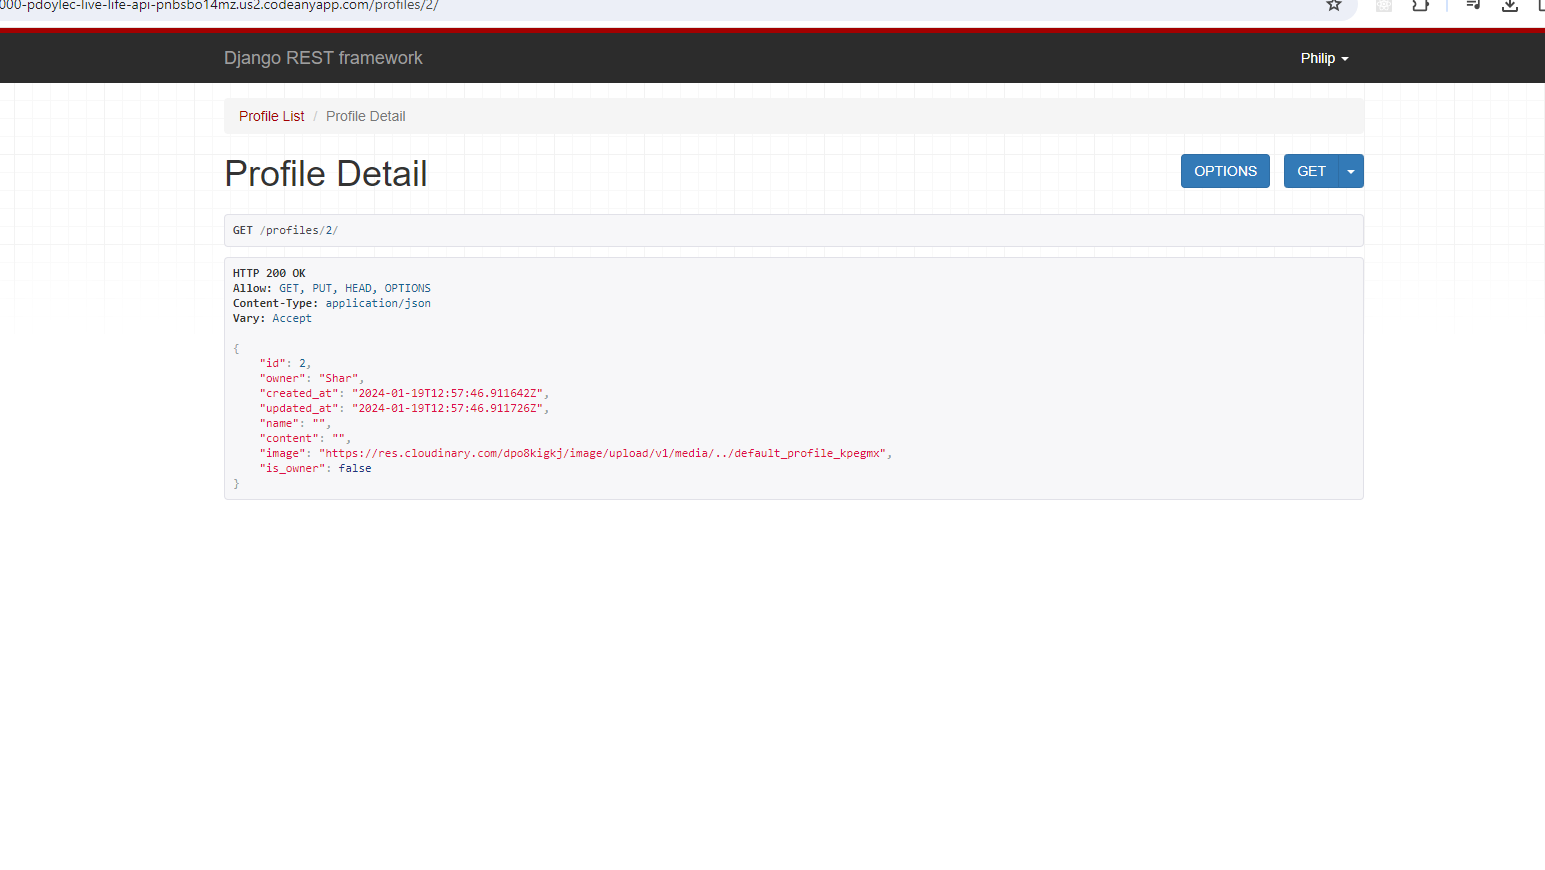 000-pdoylec-live-life-api-pnbsbo14mz.us2.codeanyapp.com/profiles/2/
Django REST framework
Philip
Profile List / Profile Detail
Profile Detail
OPTIONS
GET
GET /profiles/2/
HTTP 200 OK
Allow: GET, PUT, HEAD, OPTIONS
Content-Type: application/json
Vary: Accept
{
"id": 2,
"owner": "Shar",
"created_at": "2024-01-19T12:57:46.911642Z",
"updated_at": "2024-01-19T12:57:46.911726Z",
"name": "",
"content": "",
"image": "https://res.cloudinary.com/dpo8kigkj/image/upload/v1/media/../default_profile_kpegmx",
"is_owner": false
}